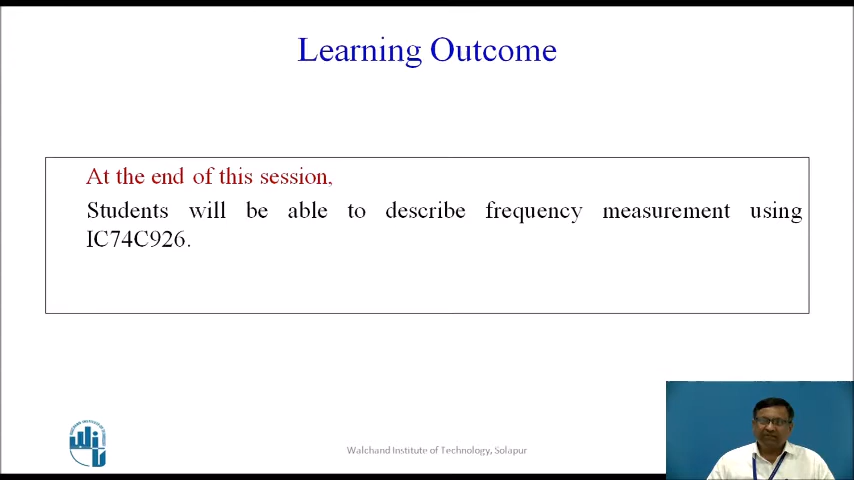 Learning Outcome
At the end of this session,
Students will be able to describe frequency measurement using
IC74C926.
Walchand Institute of Technology, Solapur